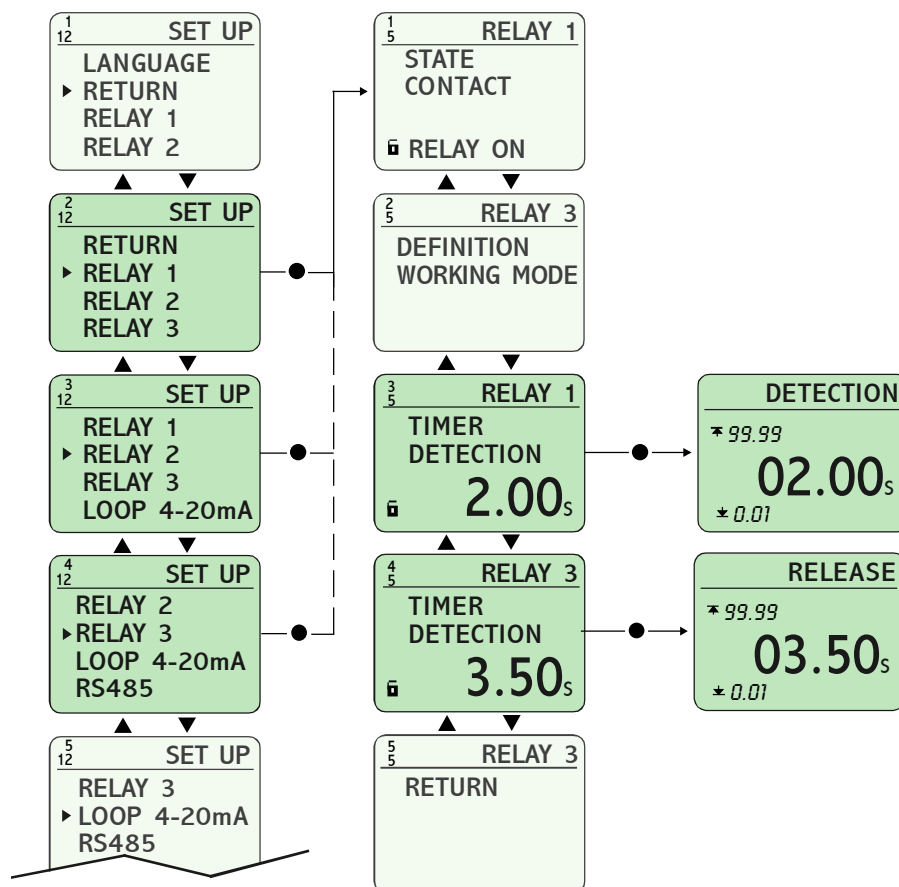 1
12
SET UP
LANGUAGE
RETURN
RELAY 1
RELAY 2
2
12
SET UP
RETURN
RELAY 1
RELAY 2
RELAY 3
3
12
SET UP
RELAY 1
RELAY 2
RELAY 3
LOOP 4-20mA
4
12
SET UP
RELAY 2
RELAY 3
LOOP 4-20mA
RS485
5
12
SET UP
RELAY 3
LOOP 4-20mA
RS485
1
5
RELAY 1
STATE
CONTACT
RELAY ON
2
5
RELAY 3
DEFINITION
WORKING MODE
3
5
RELAY 1
TIMER
DETECTION
2.00s
4
5
RELAY 3
TIMER
DETECTION
3.50s
5
5
RELAY 3
RETURN
DETECTION
99.99
02.00s
0.01
RELEASE
99.99
03.50s
0.01